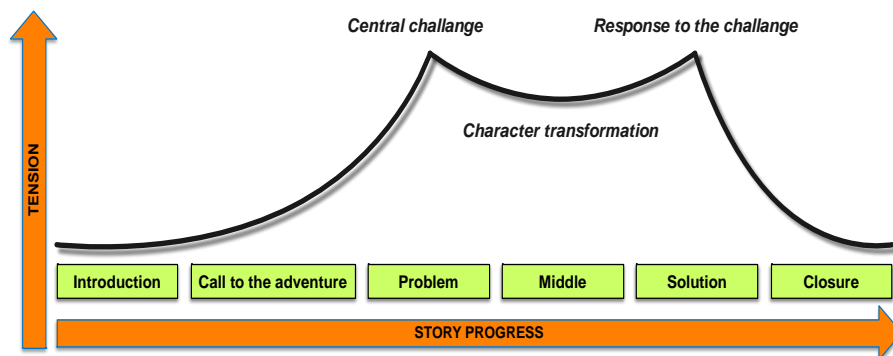 Central challange
Response to the challange
Character transformation
TENSION
Introduction
Call to the adventure
Problem
Middle
Solution
Closure
STORY PROGRESS